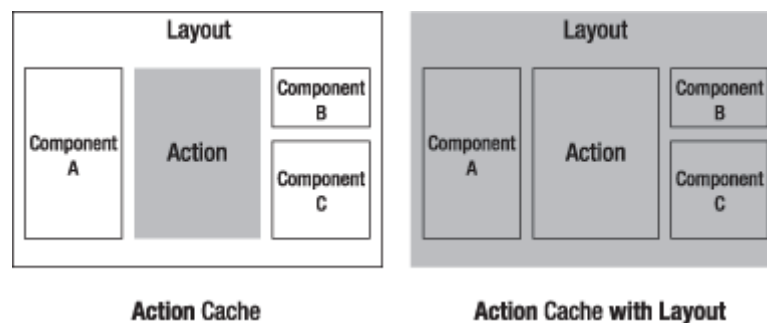 Layout
Component
A
Action
Component
B
Component
C
Action Cache
Layout
Component
A
Action
Component
B
Component
C
Action Cache with Layout